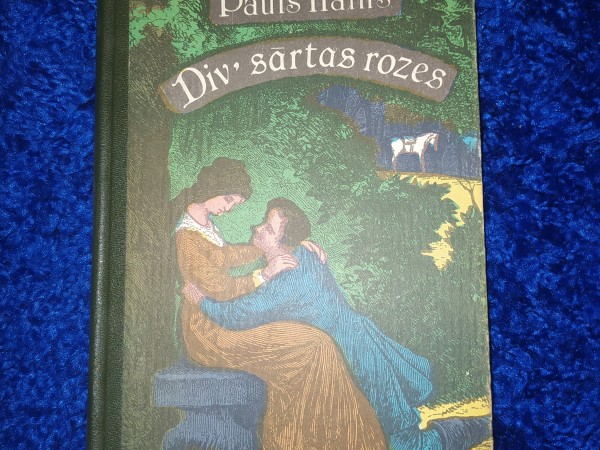 Pauls
Div' sārtas rozes